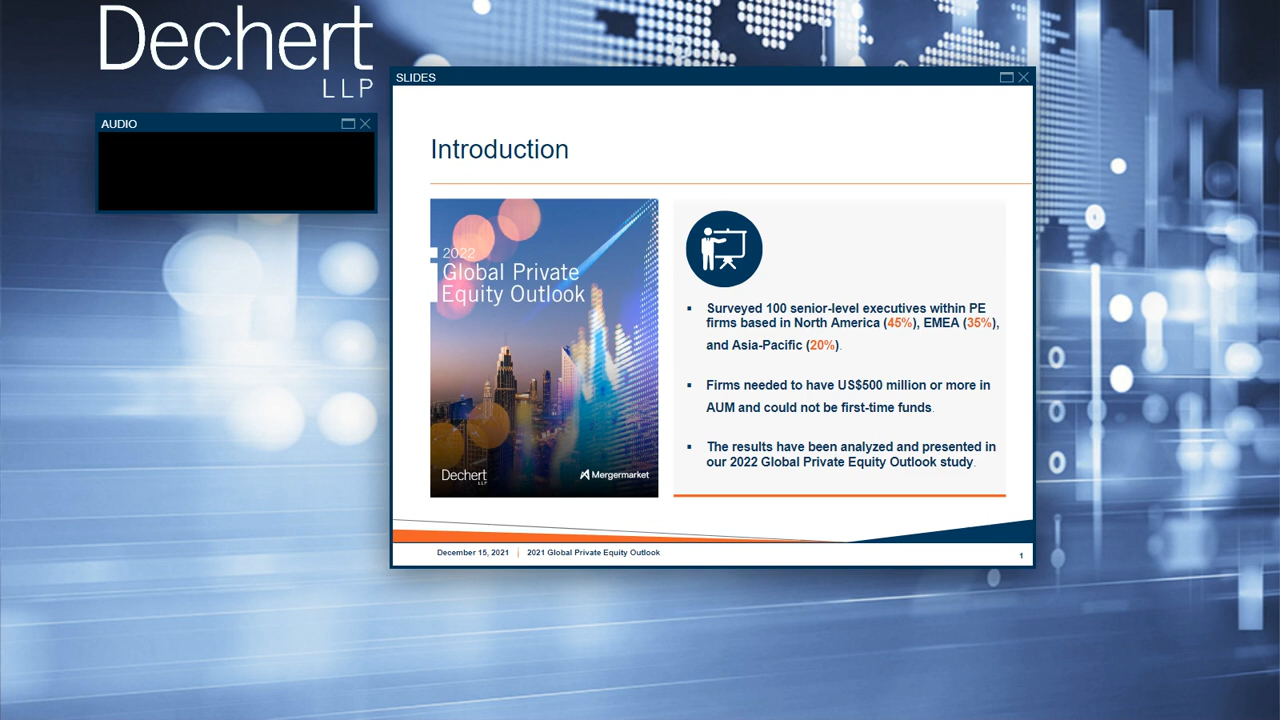 Dechert
LLP
SLIDES
AUDIO
Introduction
2022
Global Private
Equity Outlook
Dechert
LLP
Mergermarket
▪ Surveyed 100 senior-level executives within PE
firms based in North America (45%), EMEA (35%),
and Asia-Pacific (20%).
▪ Firms needed to have US$500 million or more in
AUM and could not be first-time funds.
▪ The results have been analyzed and presented in
our 2022 Global Private Equity Outlook study.
December 15, 2021 | 2021 Global Private Equity Outlook
1